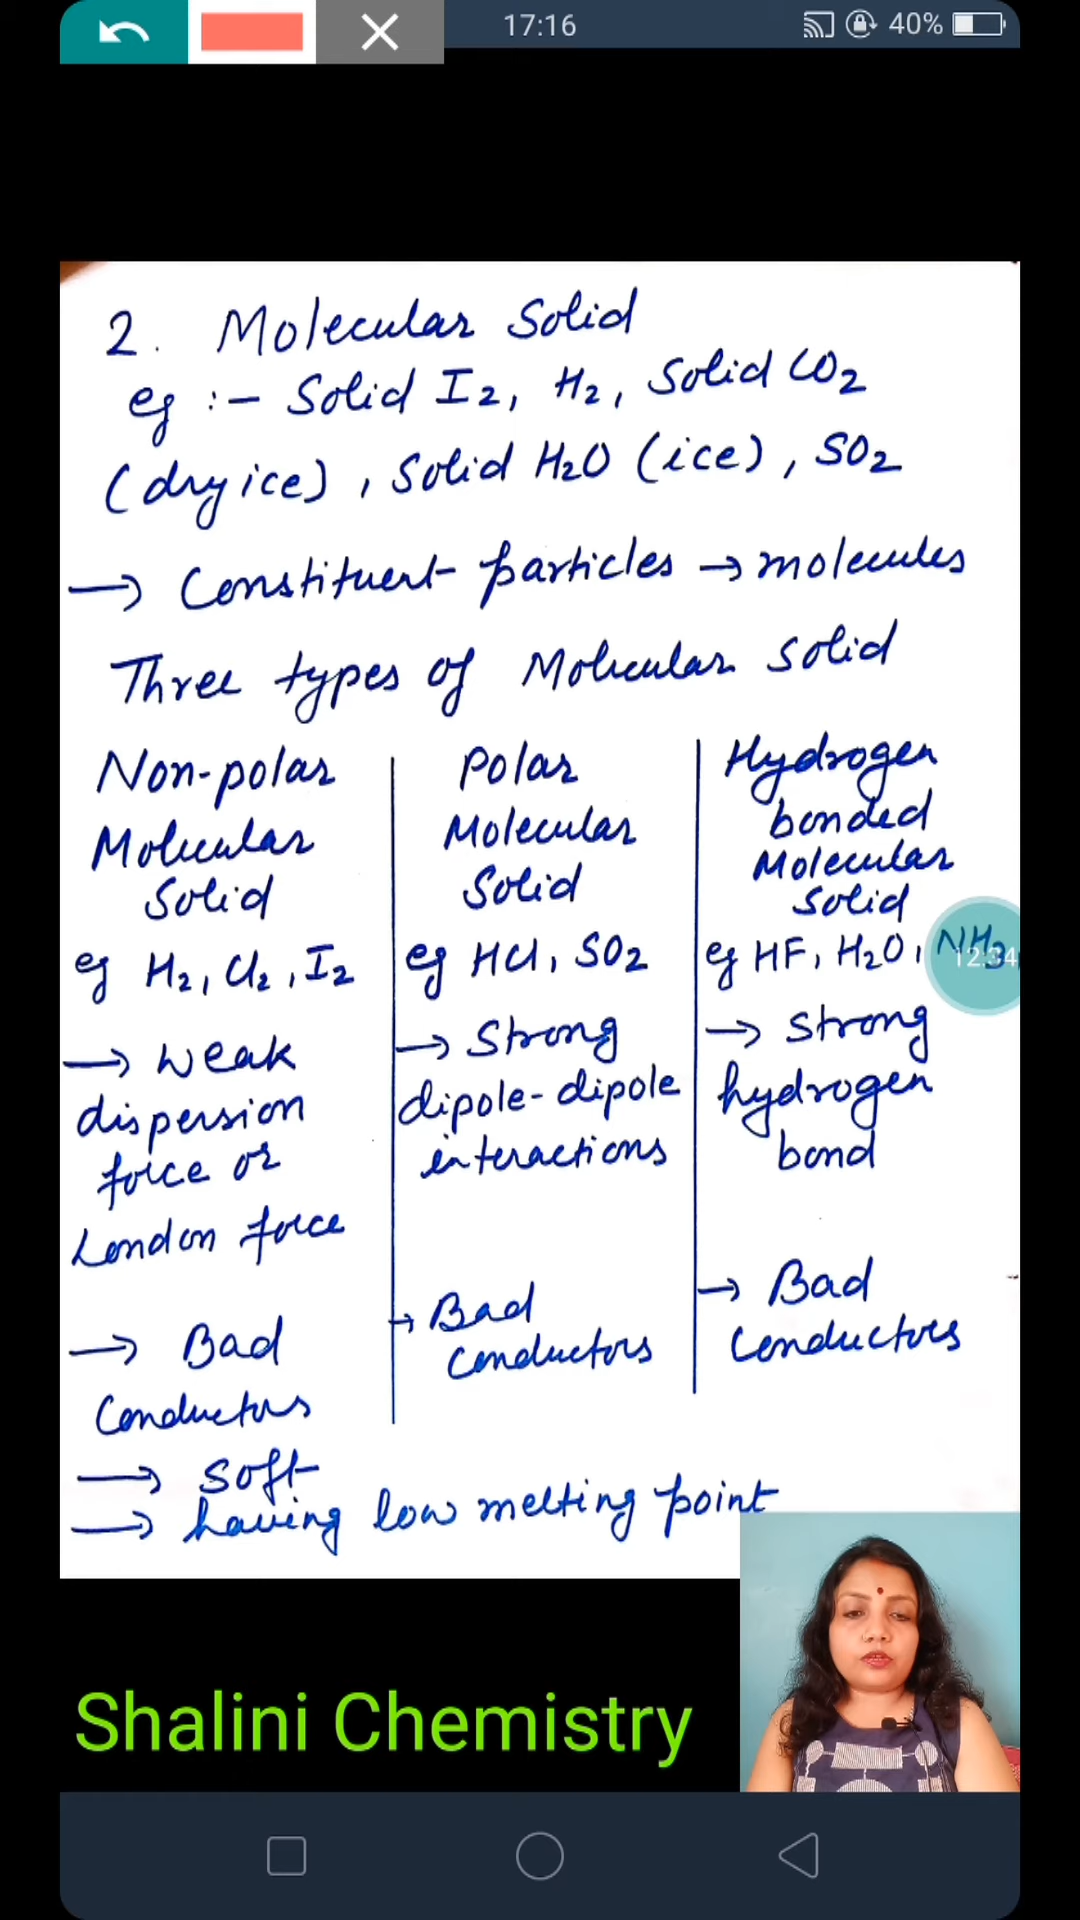 17:16
40%
2. Molecular Solid
eg :- Solid I2, H2, Solid CO2
(dry ice), Solid H2O (ice), SO2
→ Constituent particles → molecules
Three types of Molecular Solid
Non-polar
Molecular
Solid
eg H2, Cl2, I2
→ Weak
dispersion
force or
London force
→ Bad
Conductors
→ Soft
→ having low melting point
Polar
Molecular
Solid
eg HCl, SO2
→ Strong
dipole-dipole
interactions
→ Bad
Conductors
Hydrogen
bonded
Molecular
Solid
eg HF, H2O, NH3
12:34
→ Strong
hydrogen
bond
→ Bad
Conductors
Shalini Chemistry